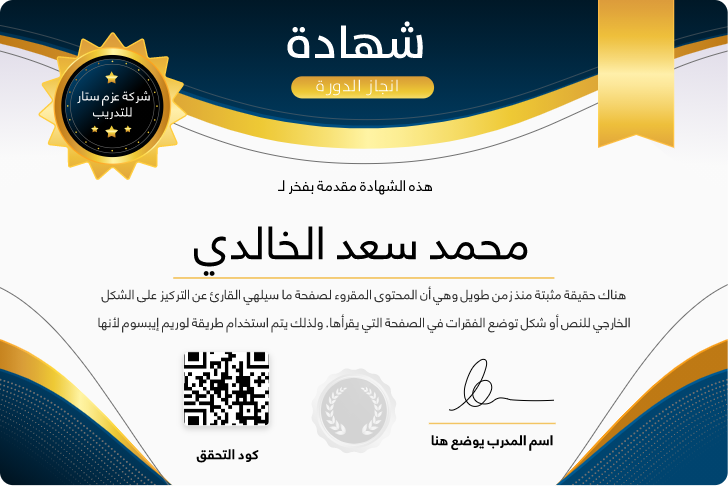 شهادة
انجاز الدورة
شركة عزم ستار
للتدريب
هذه الشهادة مقدمة بفخر لـ
محمد سعد الخالدي
هناك حقيقة مثبتة منذ زمن طويل وهي أن المحتوى المقروء لصفحة ما سيلهي القارئ عن التركيز على الشكل
الخارجي للنص أو شكل توضع الفقرات في الصفحة التي يقرأها. ولذلك يتم استخدام طريقة لوريم إيبسوم لأنها
اسم المدرب يوضع هنا
كود التحقق